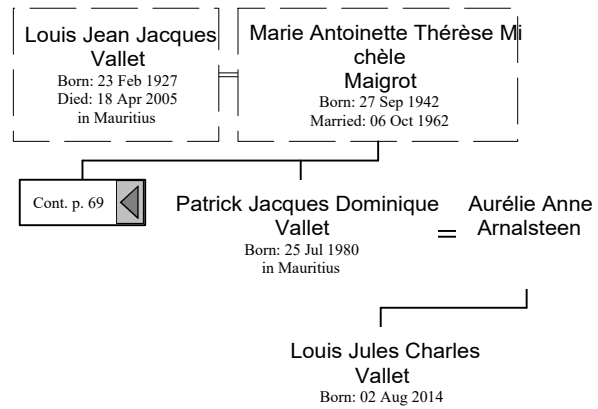 Louis Jean Jacques
Vallet
Born: 23 Feb 1927
Died: 18 Apr 2005
in Mauritius
Marie Antoinette Thérèse Mi
chèle
Maigrot
Born: 27 Sep 1942
Married: 06 Oct 1962
Cont. p. 69
Patrick Jacques Dominique
Vallet
Born: 25 Jul 1980
in Mauritius
Aurélie Anne
Arnalsteen
Louis Jules Charles
Vallet
Born: 02 Aug 2014